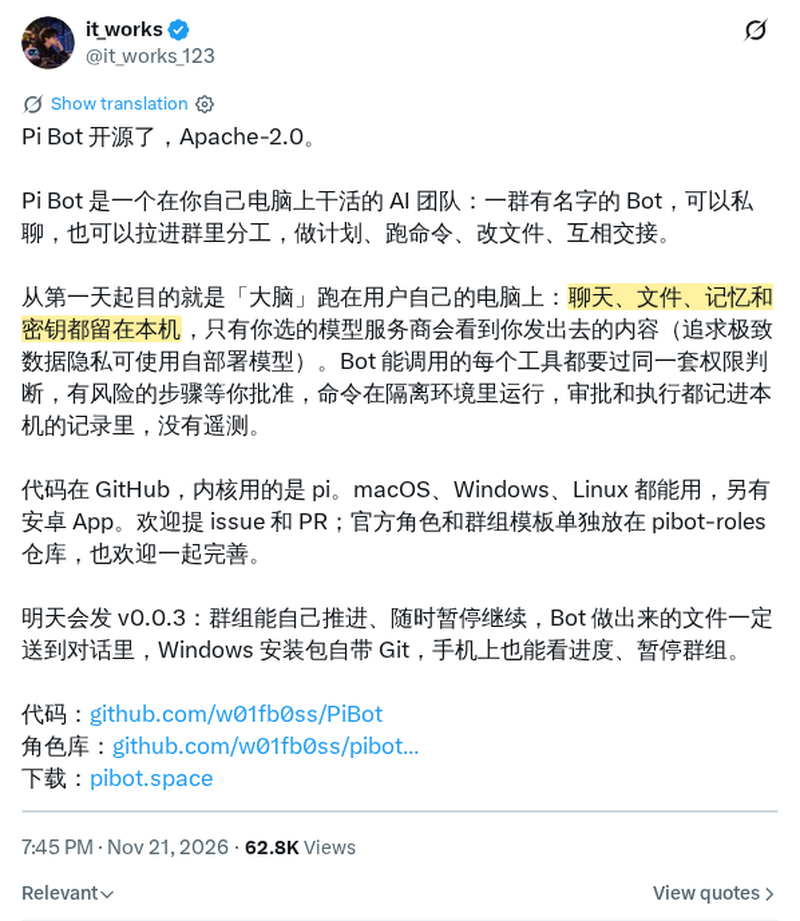 it_works
@it_works_123
Show translation
Pi Bot 开源了，Apache-2.0。
Pi Bot 是一个在你自己电脑上干活的 AI 团队：一群有名字的 Bot，可以私
聊，也可以拉进群里分工，做计划、跑命令、改文件、互相交接。
从第一天起目的就是「大脑」跑在用户自己的电脑上：聊天、文件、记忆和
密钥都留在本机，只有你选的模型服务商会看到你发出去的内容（追求极致
数据隐私可使用自部署模型）。Bot 能调用的每个工具都要过同一套权限判
断，有风险的步骤等你批准，命令在隔离环境里运行，审批和执行都记进本
机的记录里，没有遥测。
代码在 GitHub，内核用的是 pi。macOS、Windows、Linux 都能用，另有
安卓 App。欢迎提 issue 和 PR；官方角色和群组模板单独放在 pibot-roles
仓库，也欢迎一起完善。
明天会发 v0.0.3：群组能自己推进、随时暂停继续，Bot 做出来的文件一定
送到对话里，Windows 安装包自带 Git，手机上也能看进度、暂停群组。
代码：github.com/w01fb0ss/PiBot
角色库：github.com/w01fb0ss/pibot…
下载：pibot.space
7:45 PM · Nov 21, 2026 · 62.8K Views
Relevant
View quotes